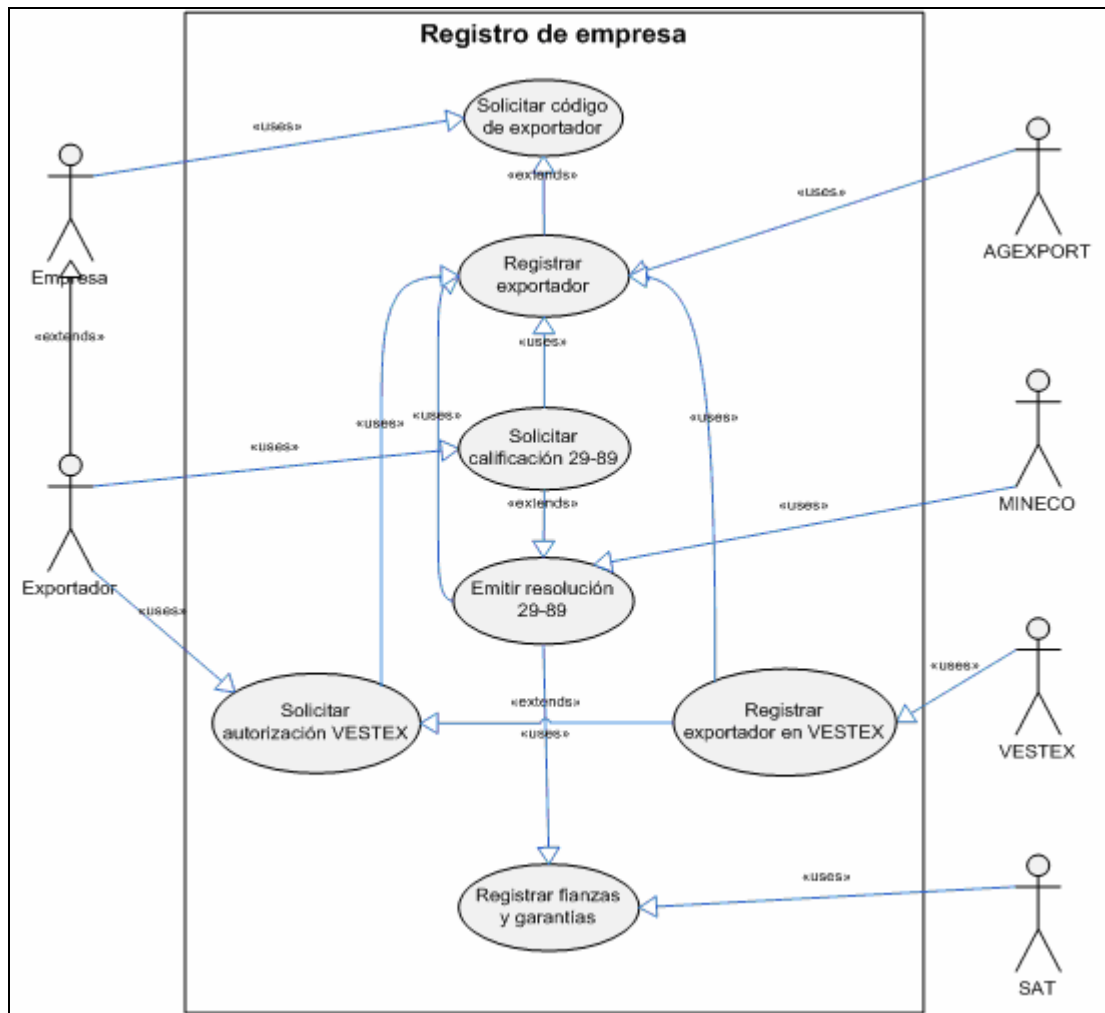 Registro de empresa
Solicitar código
de exportador
«uses»
«extends»
«uses»
Empresa
AGEXPORT
Registrar
exportador
«extends»
«uses»
«uses»
«uses»
«uses»
Solicitar
calificación 29-89
MINECO
«extends»
«uses»
Exportador
Emitir resolución
29-89
«uses»
«uses»
Solicitar
autorización VESTEX
«extends»
«uses»
Registrar
exportador en VESTEX
VESTEX
Registrar fianzas
y garantías
«uses»
SAT